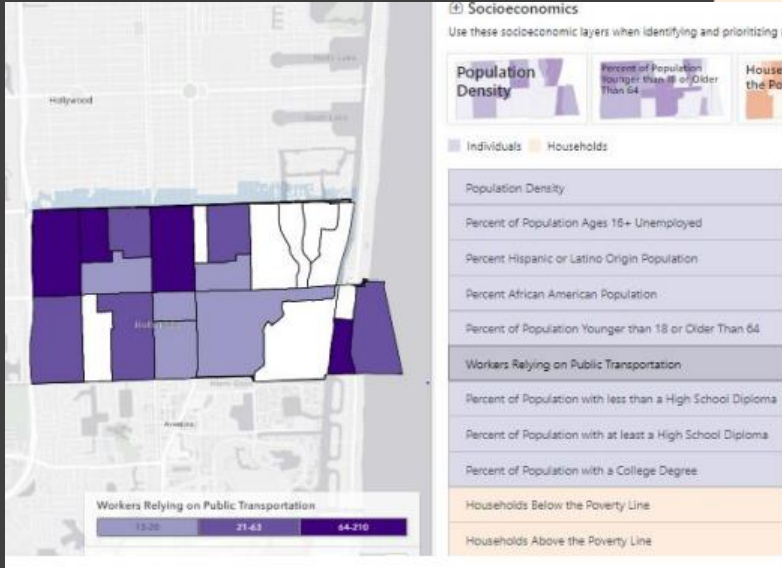 Socioeconomics
Use these socioeconomic layers when identifying and prioritizing
Population
Density
Percent of Population
Younger than 18 or Older
Than 64
House
the Po
Individuals
Households
Population Density
Percent of Population Ages 16+ Unemployed
Percent Hispanic or Latino Origin Population
Percent African American Population
Percent of Population Younger than 18 or Older Than 64
Workers Relying on Public Transportation
Percent of Population with less than a High School Diploma
Percent of Population with at least a High School Diploma
Percent of Population with a College Degree
Households Below the Poverty Line
Households Above the Poverty Line
Hollywood
Aventura
Workers Relying on Public Transportation
13-20
21-63
64-210